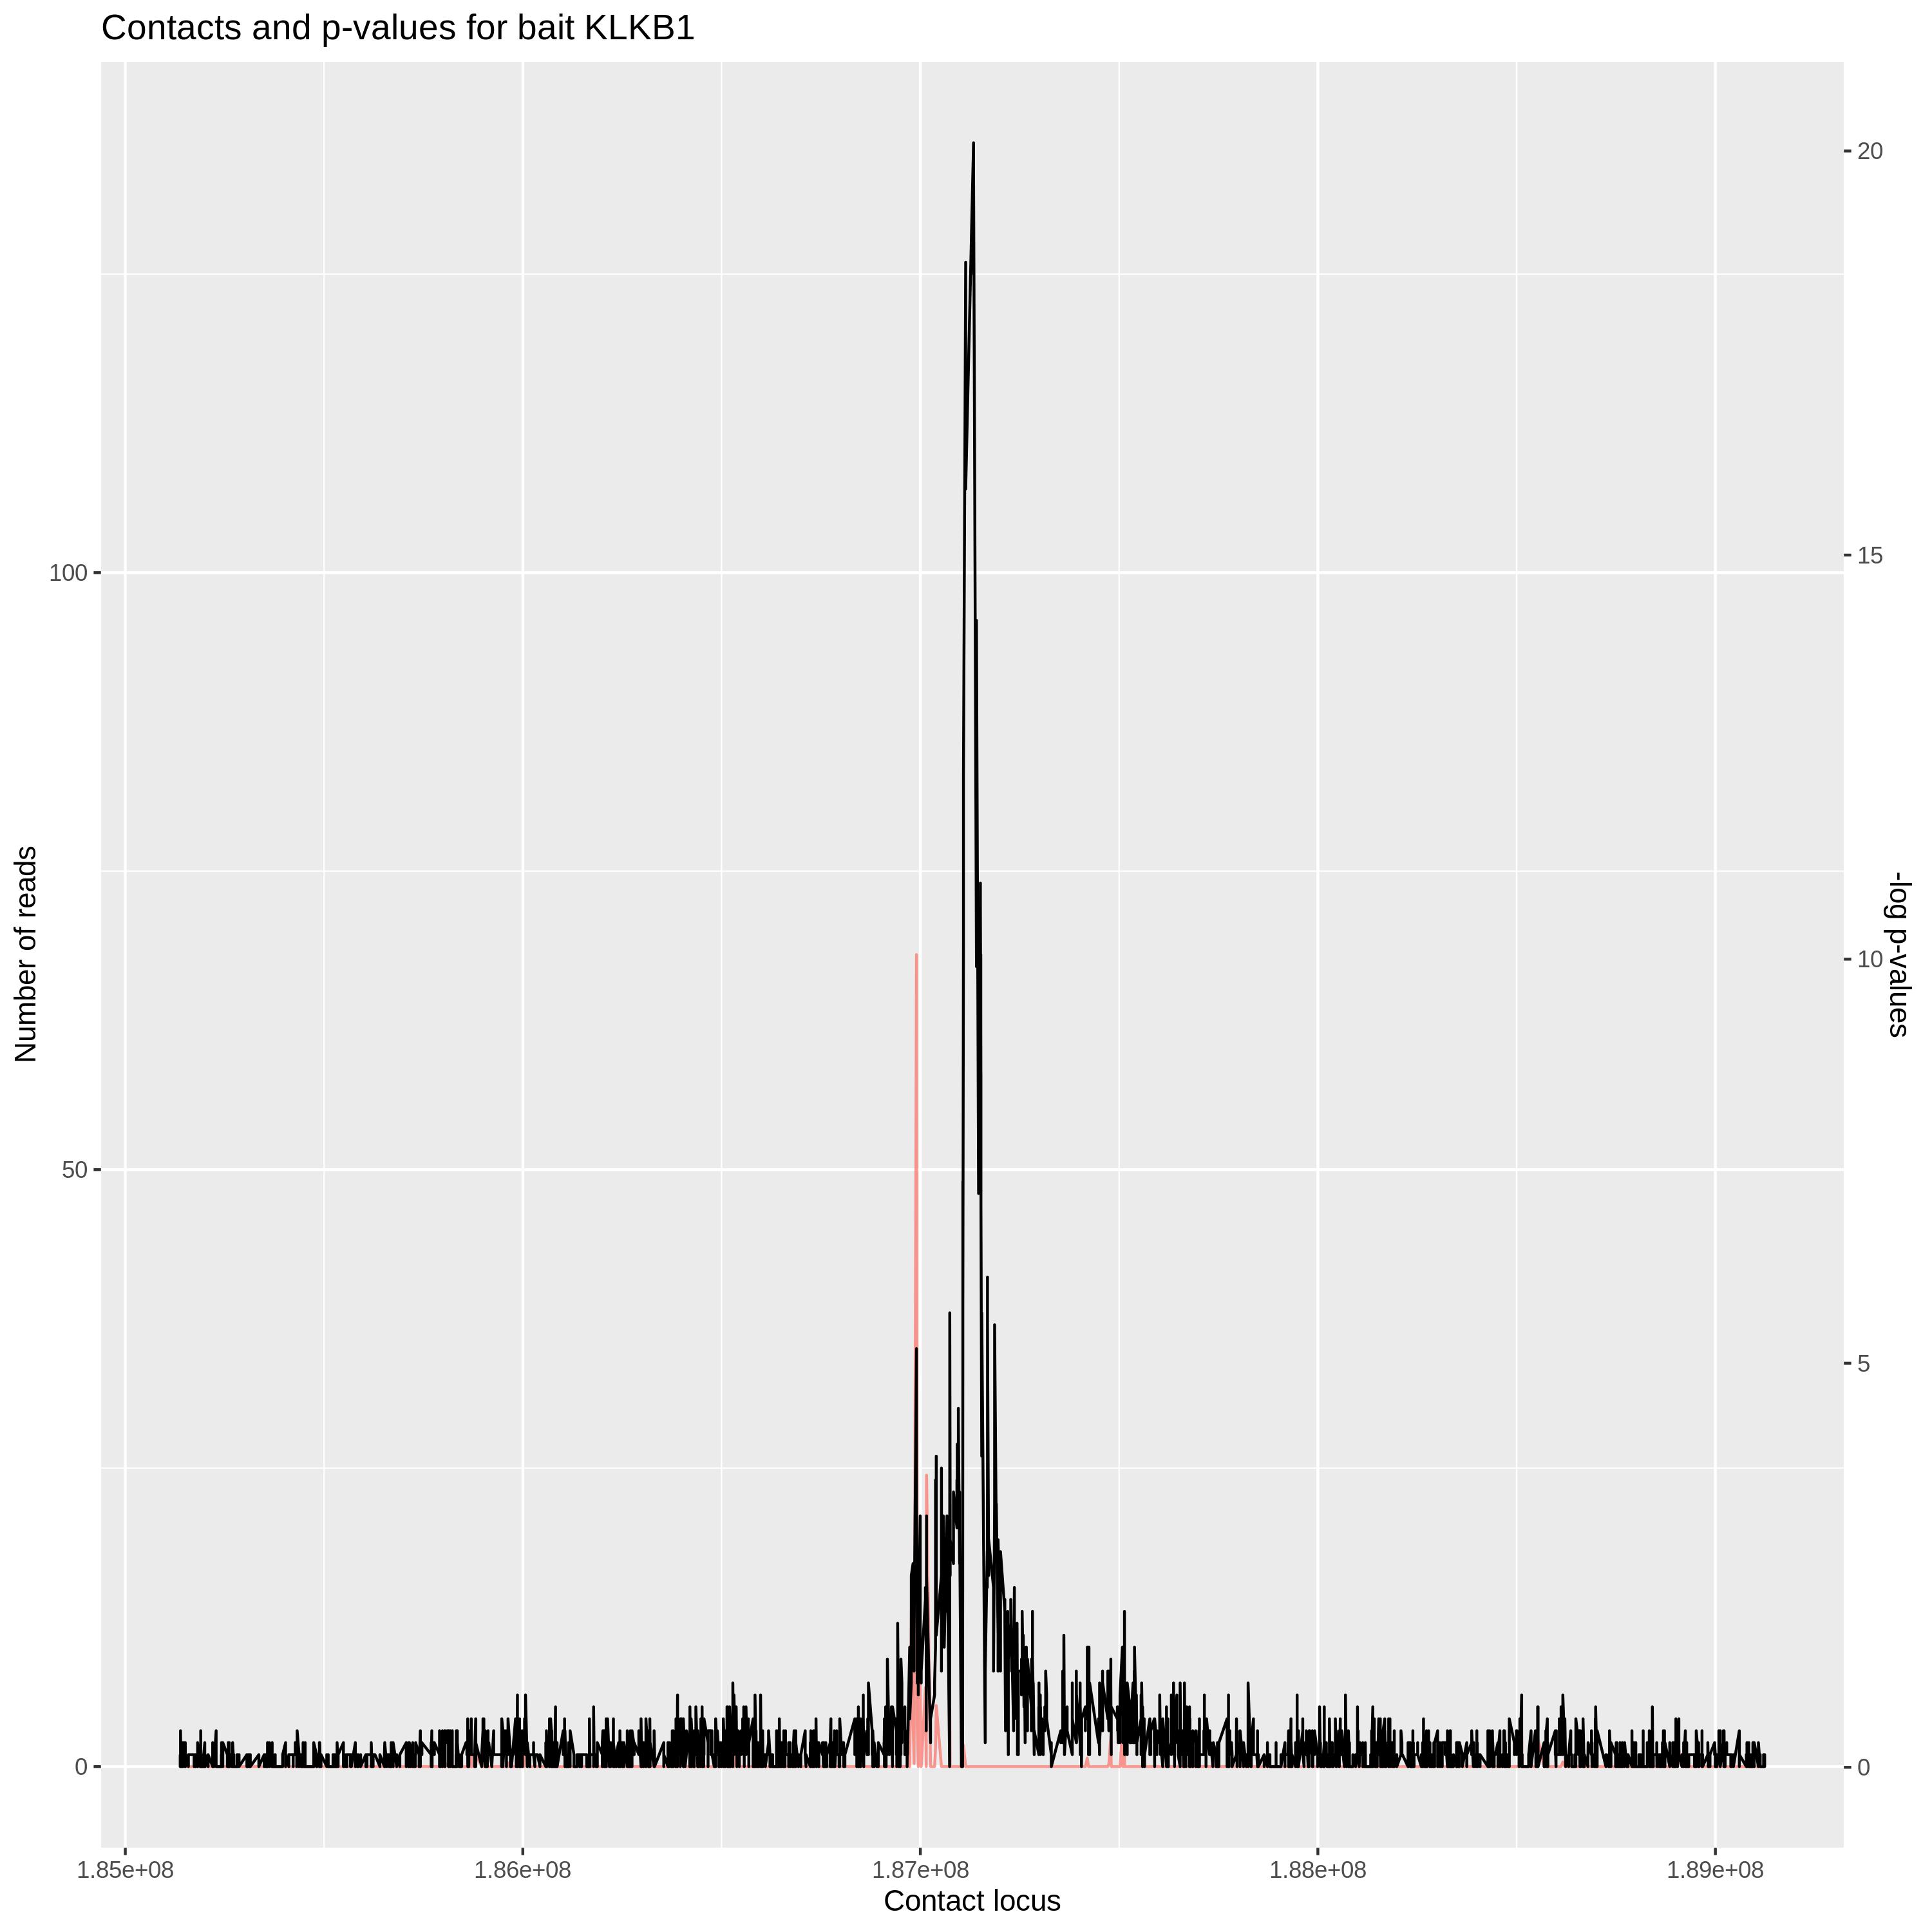 Contacts and p-values for bait KLKB1
Number of reads
100
50
0
20
15
10
5
0
-log p-values
1.85e+08
1.86e+08
1.87e+08
1.88e+08
1.89e+08
Contact locus